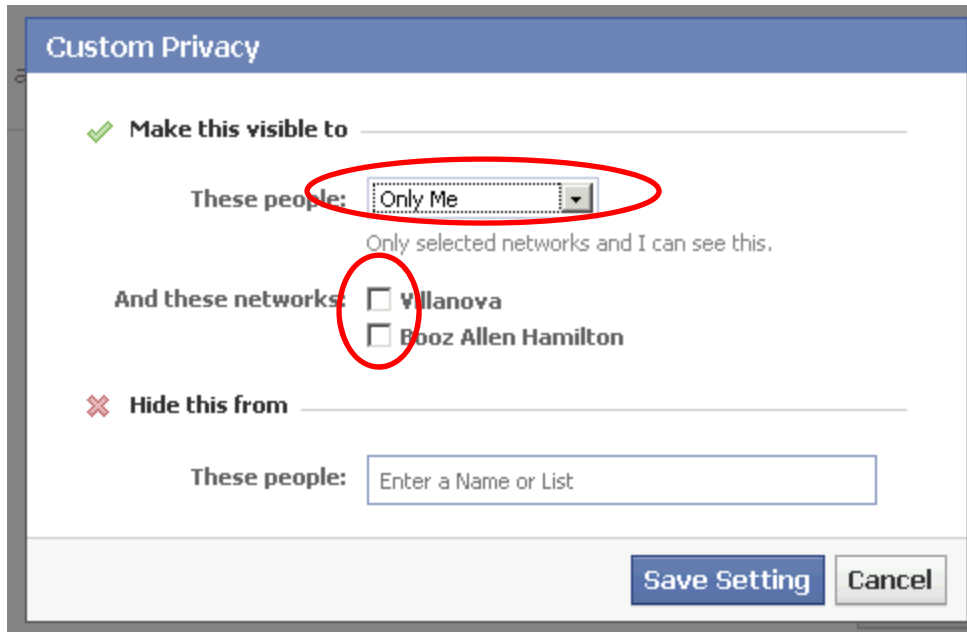 Custom Privacy
a
Make this visible to
These people: Only Me
Only selected networks and I can see this.
And these networks: Villanova
Booz Allen Hamilton
Hide this from
These people: Enter a Name or List
Save Setting Cancel